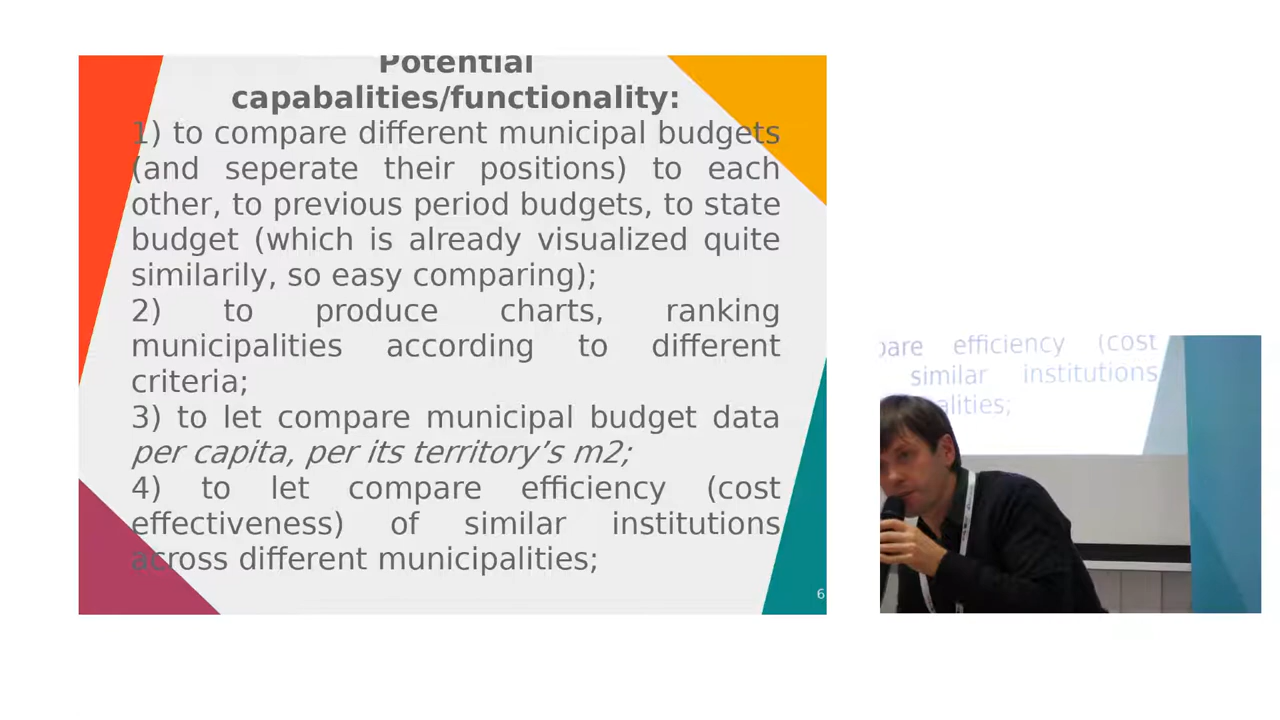 Potential
capabalities/functionality:
1) to compare different municipal budgets
(and seperate their positions) to each
other, to previous period budgets, to state
budget (which is already visualized quite
similarily, so easy comparing);
2) to produce charts, ranking
municipalities according to different
criteria;
3) to let compare municipal budget data
per capita, per its territory’s m2;
4) to let compare efficiency (cost
effectiveness) of similar institutions
across different municipalities;
6
pare efficiency (cost
similar institutions
alities;